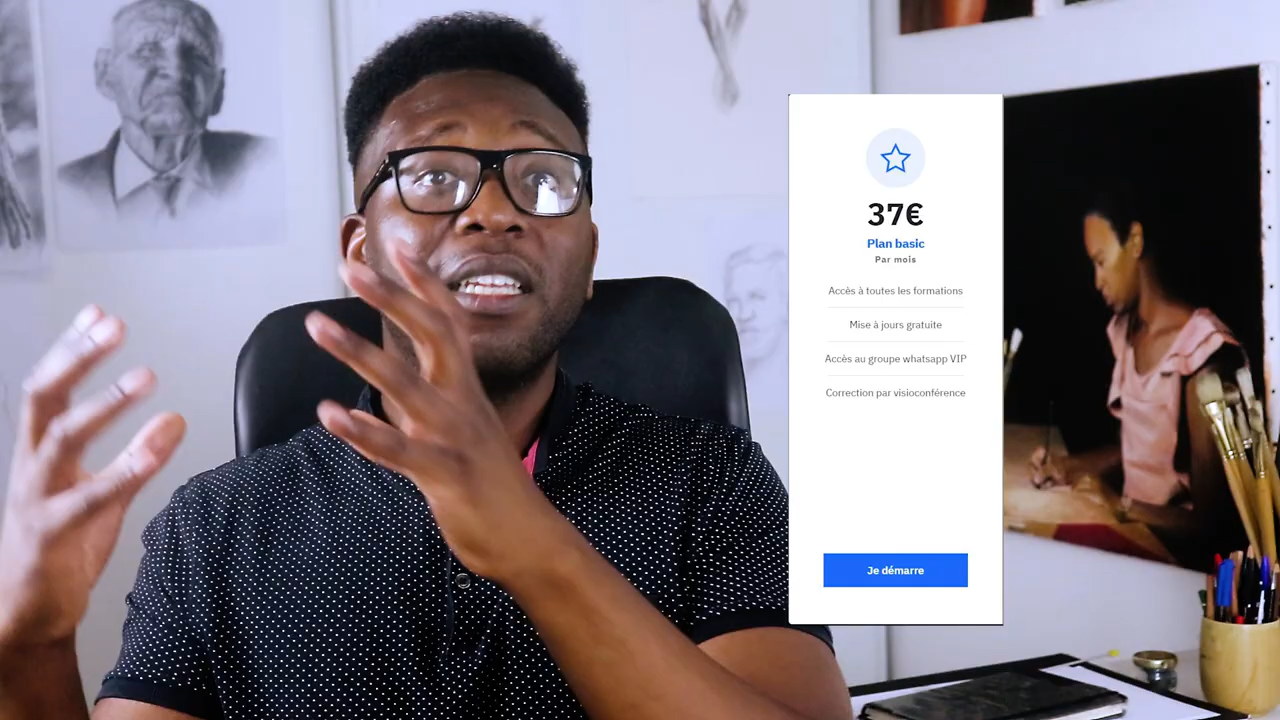 37€
Plan basic
Par mois
Accès à toutes les formations
Mise à jours gratuite
Accès au groupe whatsapp VIP
Correction par visioconférence
Je démarre